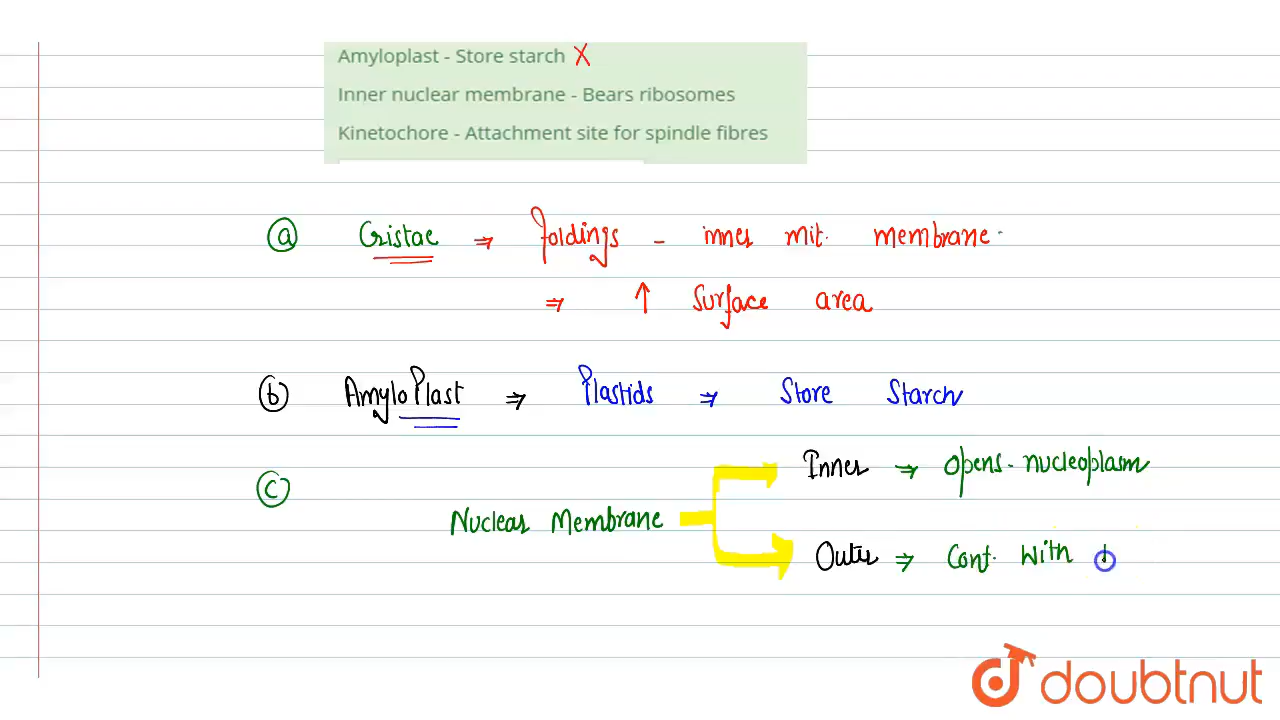 Amyloplast - Store starch X
Inner nuclear membrane - Bears ribosomes
Kinetochore - Attachment site for spindle fibres
(a) Cristae ⇒ Foldings - inner mit. membrane.
⇒ ↑ Surface area
(b) AmyloPlast ⇒ Plastids ⇒ Store Starch
(c) Nuclear Membrane
Inner ⇒ Opens. nucleoplasm
Outer ⇒ Cont. With
doubtnut